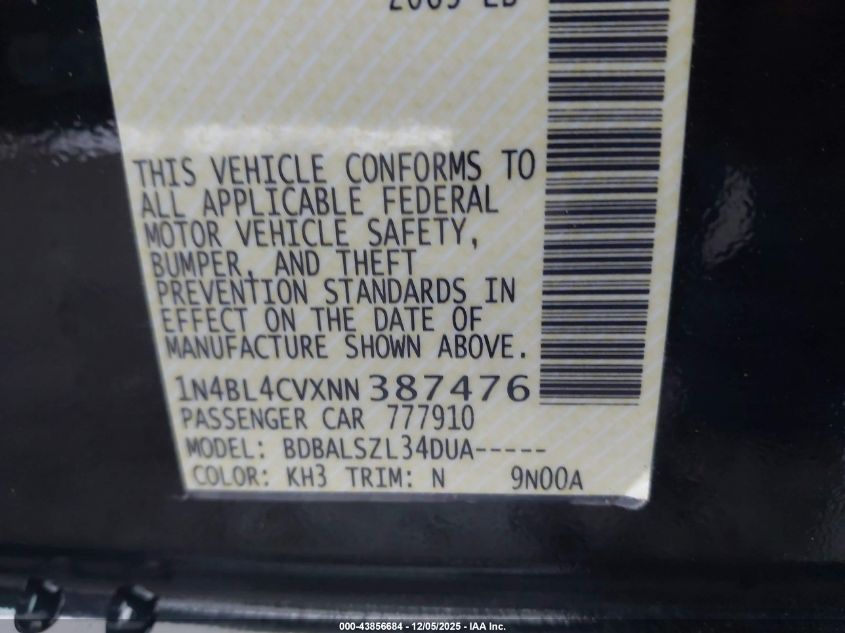 2009 LB
THIS VEHICLE CONFORMS TO
ALL APPLICABLE FEDERAL
MOTOR VEHICLE SAFETY,
BUMPER, AND THEFT
PREVENTION STANDARDS IN
EFFECT ON THE DATE OF
MANUFACTURE SHOWN ABOVE.
1N4BL4CVXNN387476
PASSENGER CAR 777910
MODEL: BDBALSZL34DUA-----
COLOR: KH3 TRIM: N 9N00A
000-43856684 - 12/05/2025 - IAA Inc.